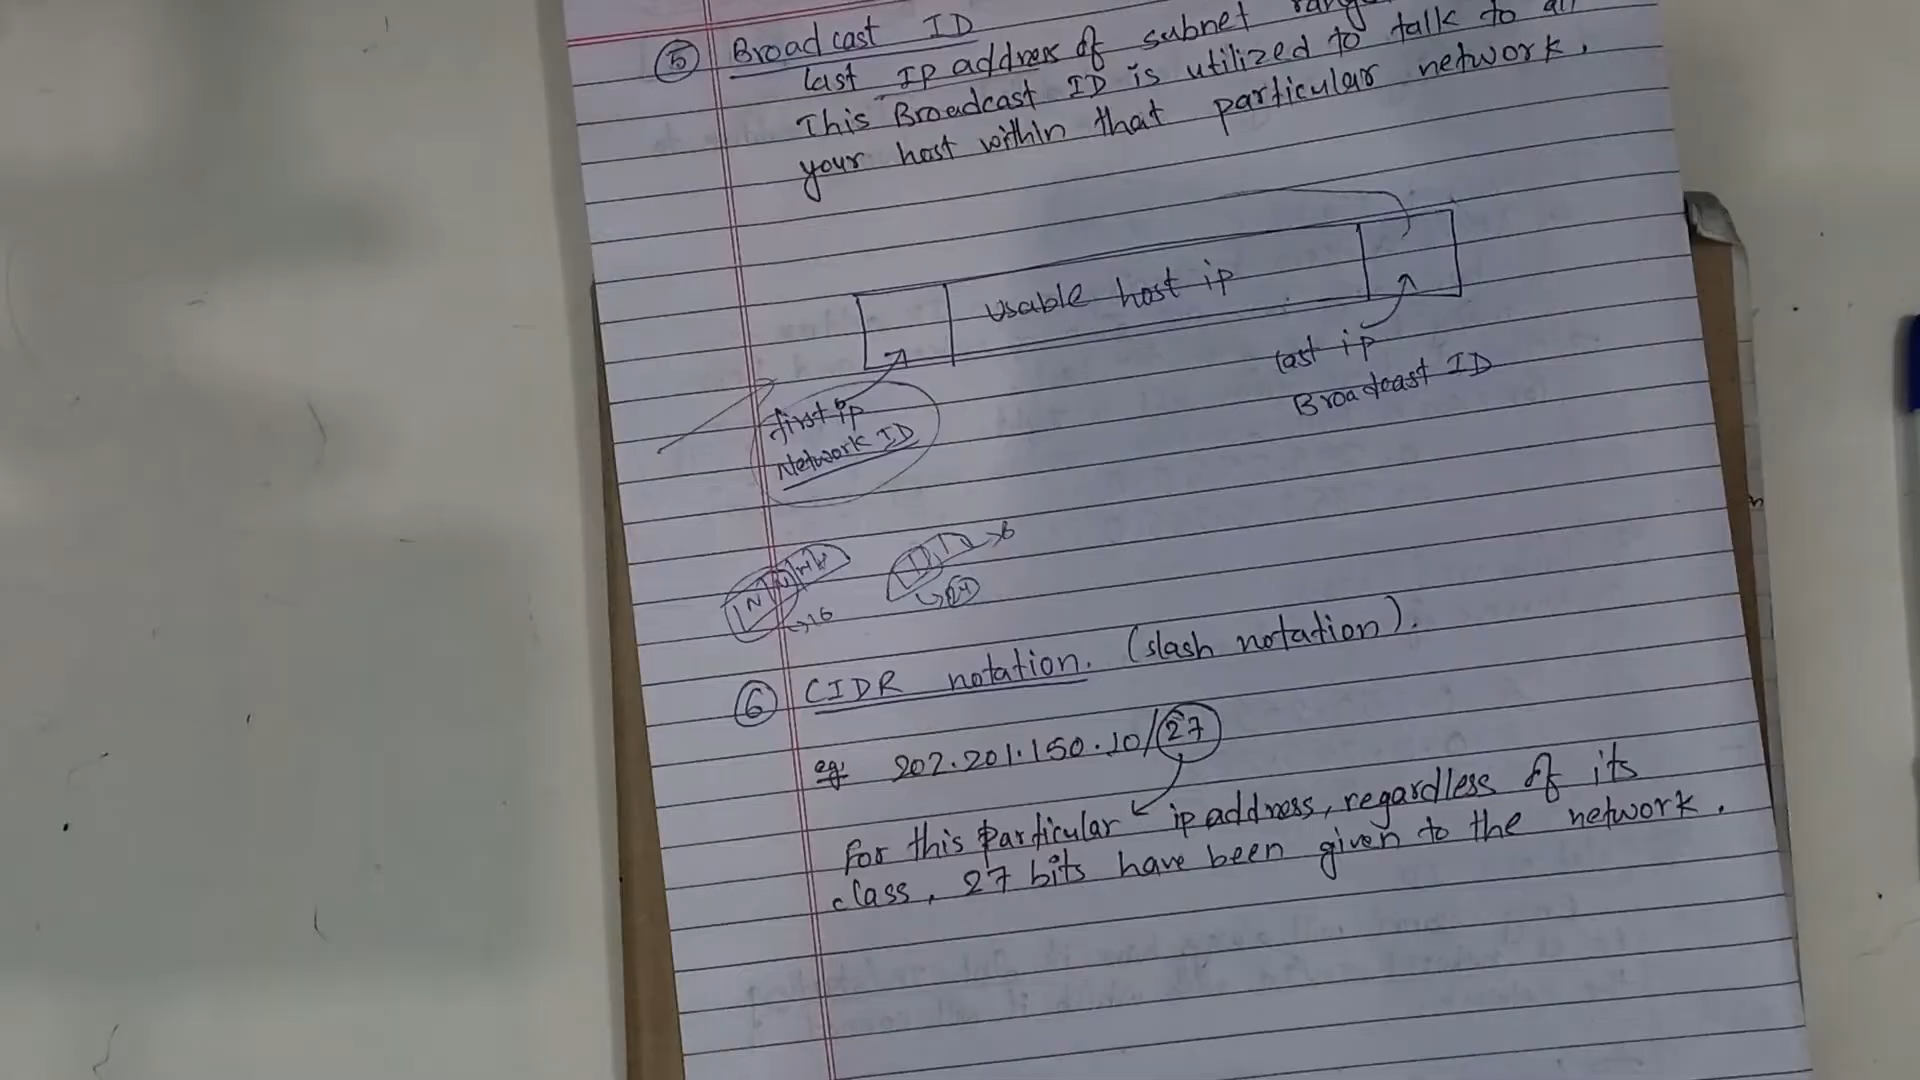 ⑤ Broadcast ID
last IP address of subnet range
This Broadcast ID is utilized to talk to all
your host within that particular network.
usable host ip
last ip
Broadcast ID
first ip
Network ID
⑥ CIDR notation. (slash notation).
eg: 202.201.150.10/27
For this particular ip address, regardless of its
class, 27 bits have been given to the network.